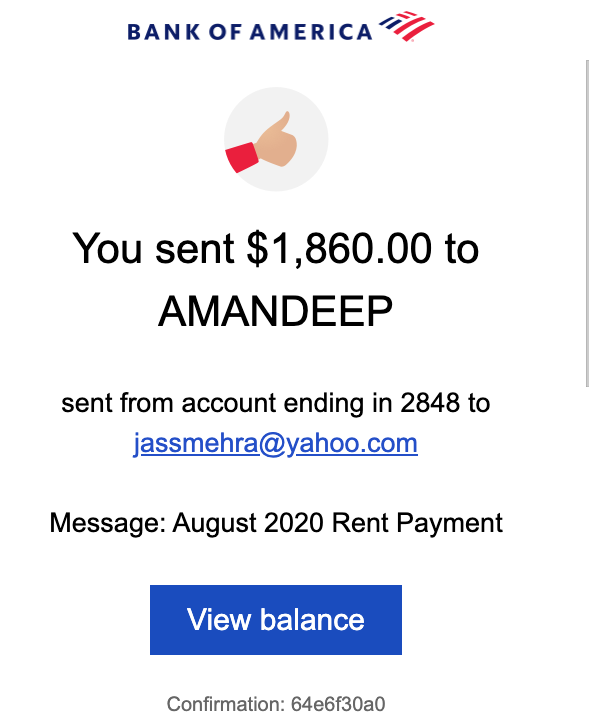 BANK OF AMERICA
You sent $1,860.00 to
AMANDEEP
sent from account ending in 2848 to
jassmehra@yahoo.com
Message: August 2020 Rent Payment
View balance
Confirmation: 64e6f30a0